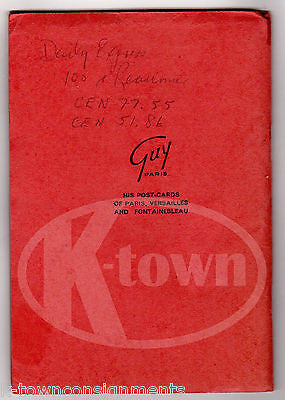 Daily Express
100 r Reaumur
CEN 77.55
CEN 51.86
Guy
PARIS
HIS POST-CARDS
OF PARIS, VERSAILLES
AND FONTAINEBLEAU
K-town
k-townconsignments